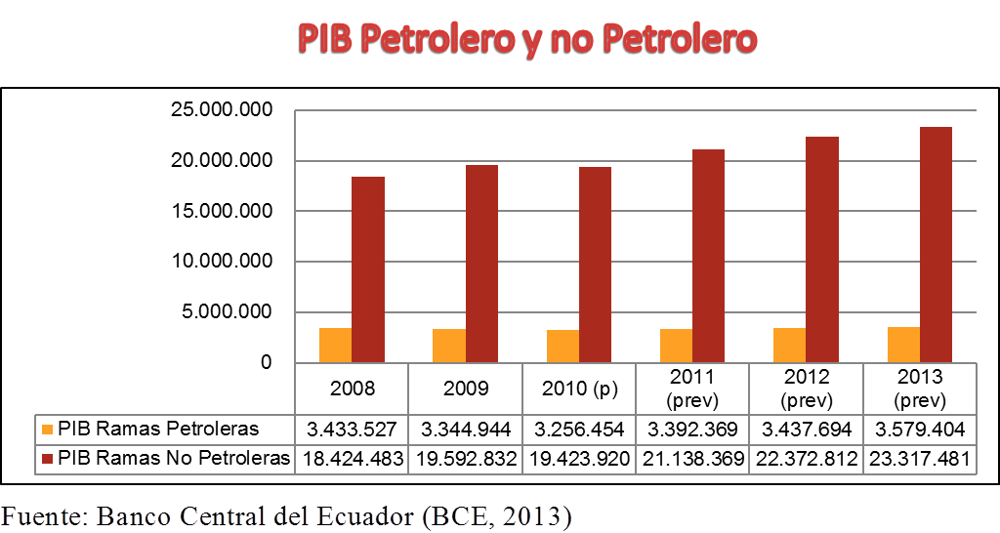 PIB Petrolero y no Petrolero
25.000.000
20.000.000
15.000.000
10.000.000
5.000.000
0
2008 2009 2010 (p) 2011 (prev) 2012 (prev) 2013 (prev)
PIB Ramas Petroleras 3.433.527 3.344.944 3.256.454 3.392.369 3.437.694 3.579.404
PIB Ramas No Petroleras 18.424.483 19.592.832 19.423.920 21.138.369 22.372.812 23.317.481
Fuente: Banco Central del Ecuador (BCE, 2013)